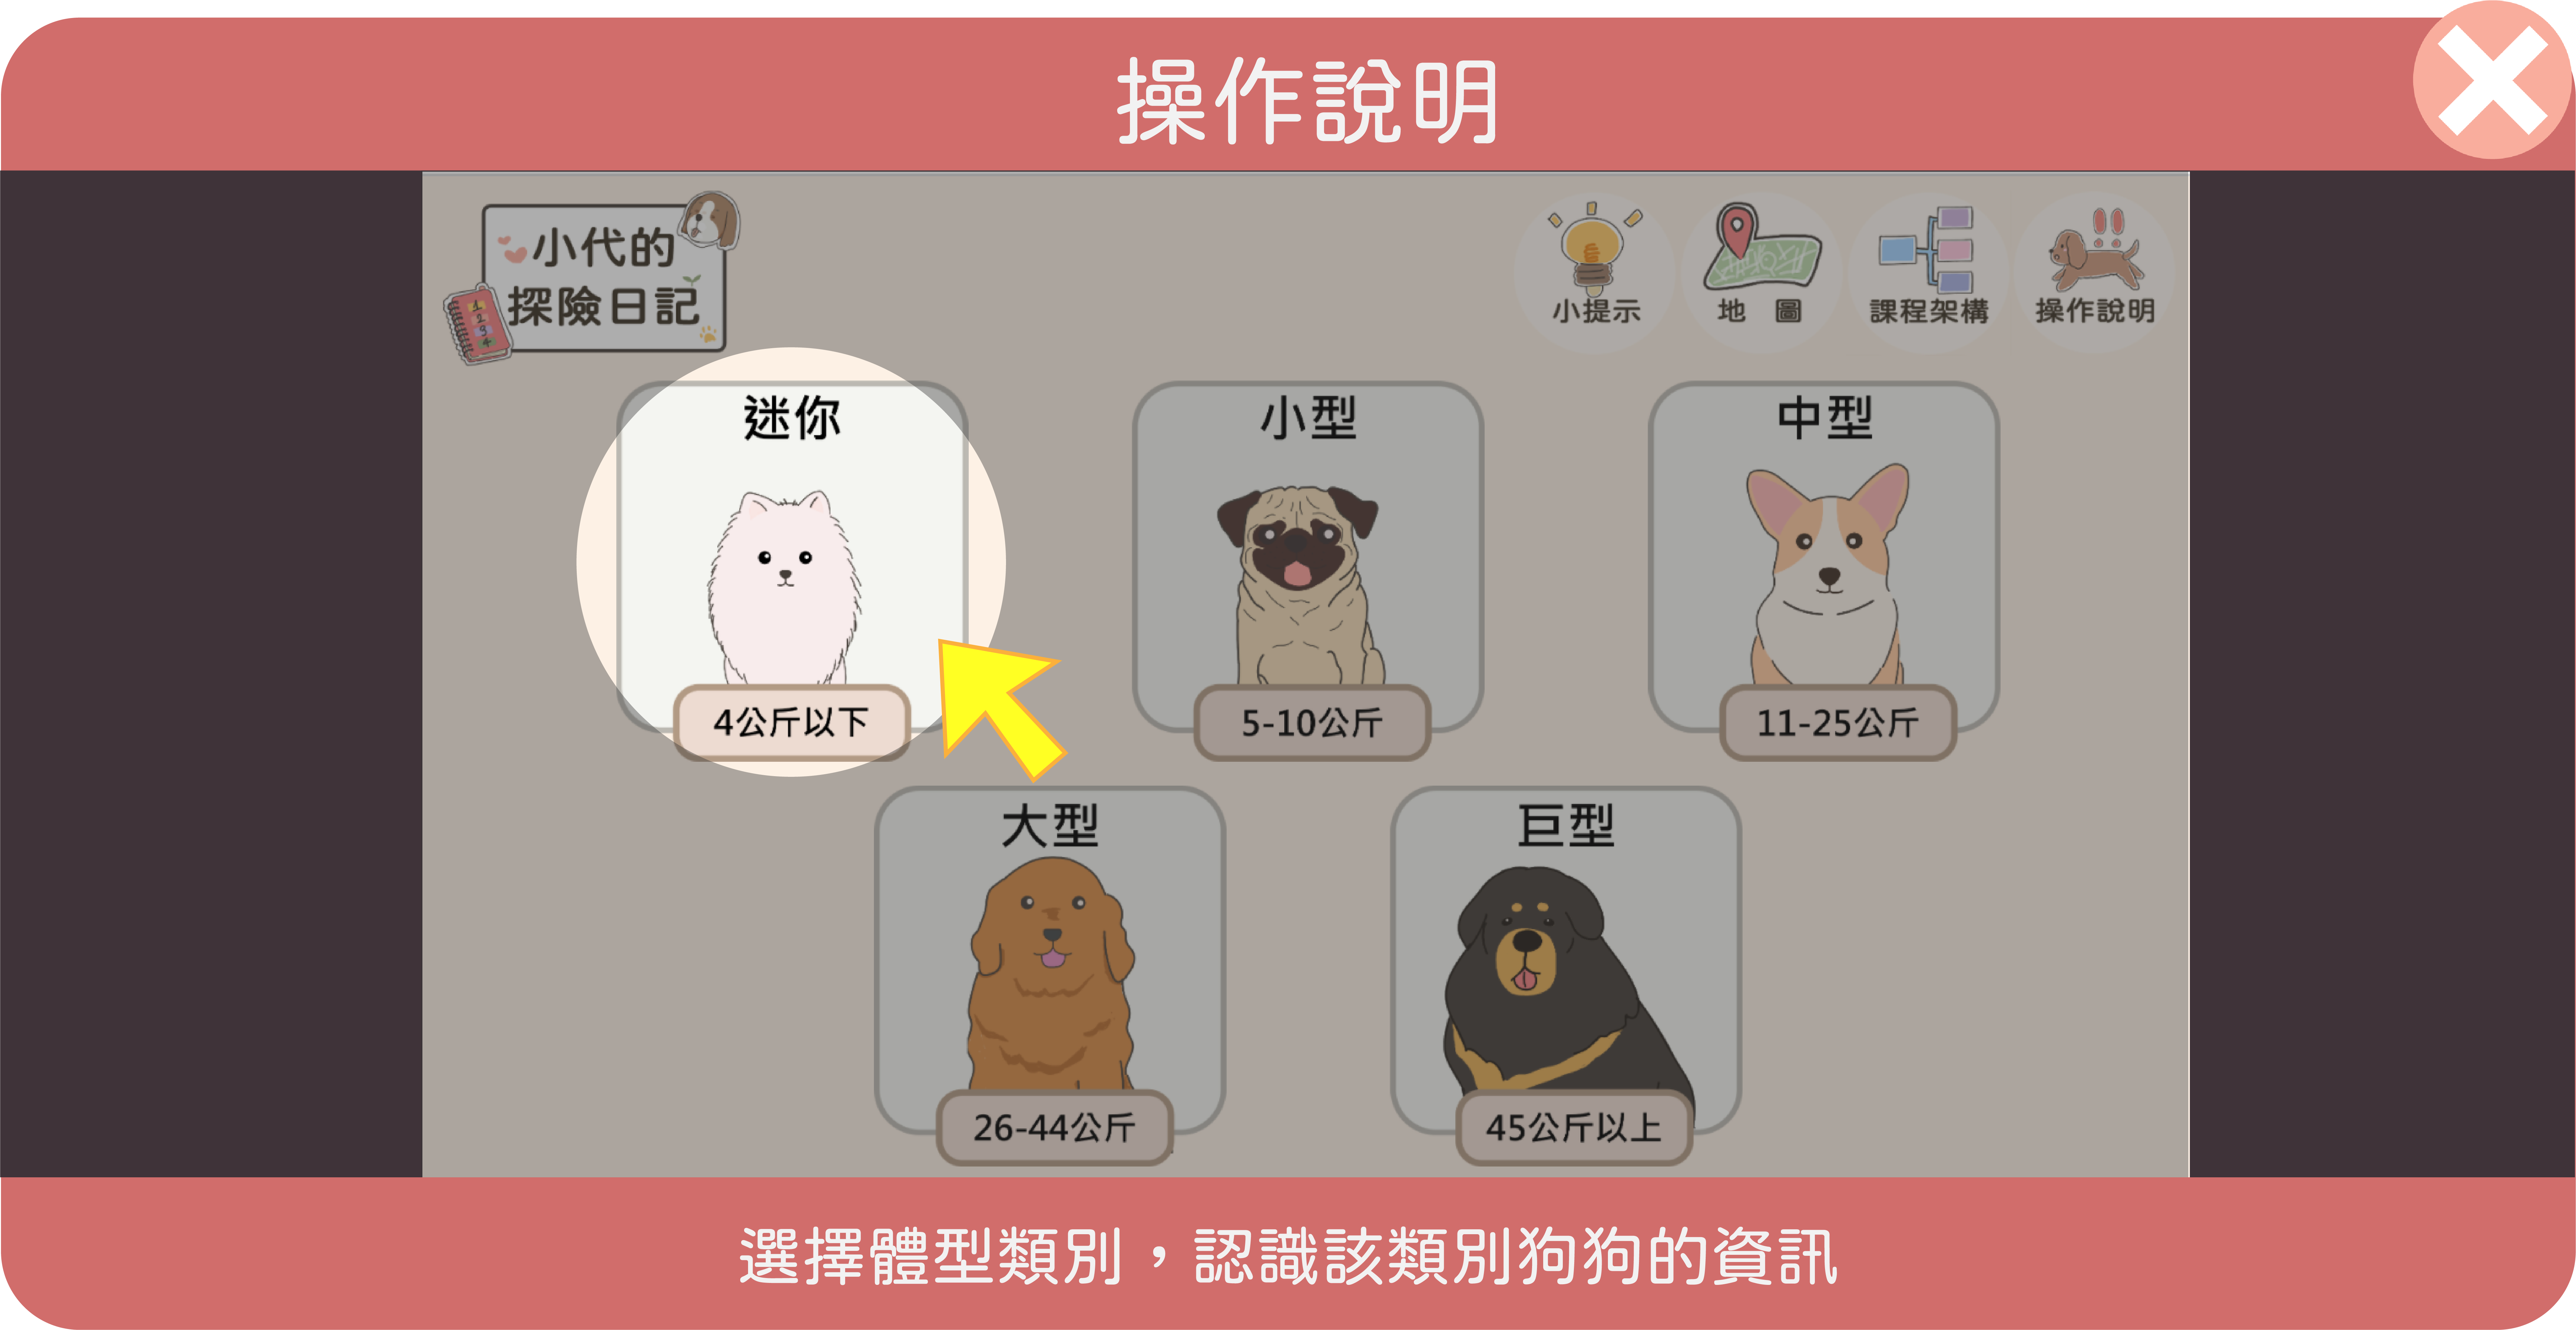 操作說明
小代的
探險日記
小提示
地 圖
課程架構
操作說明
迷你
小型
中型
4公斤以下
5-10公斤
11-25公斤
大型
巨型
26-44公斤
45公斤以上
選擇體型類別，認識該類別狗狗的資訊